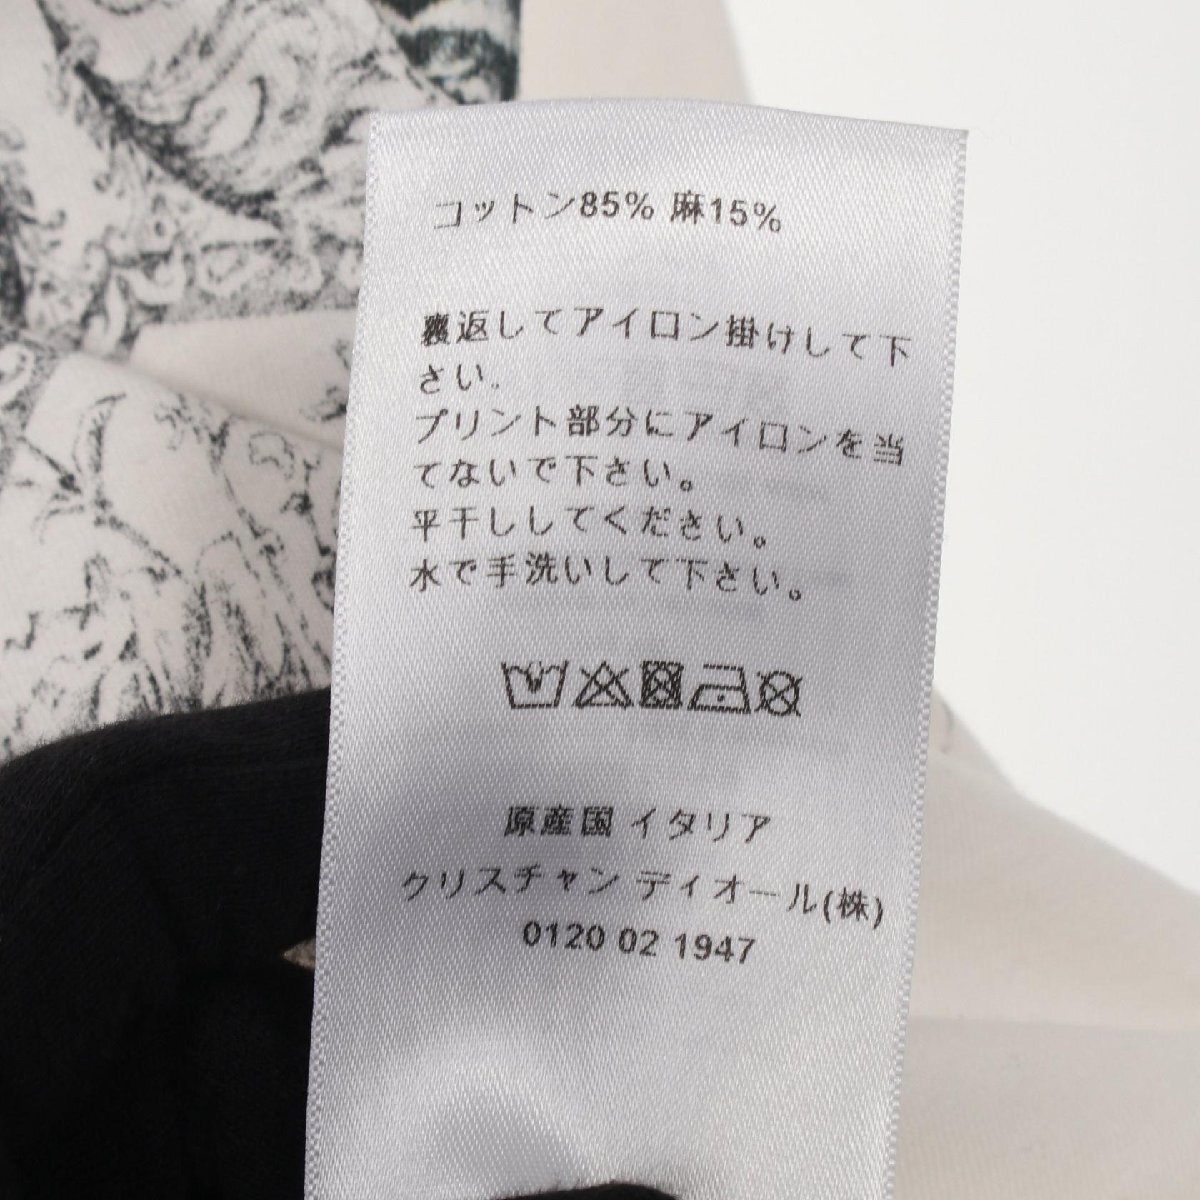 コットン85% 麻15%
裏返してアイロン掛けして下
さい。
プリント部分にアイロンを当
てないで下さい。
平干ししてください。
水で手洗いして下さい。
原産国 イタリア
クリスチャン ディオール(株)
0120 02 1947